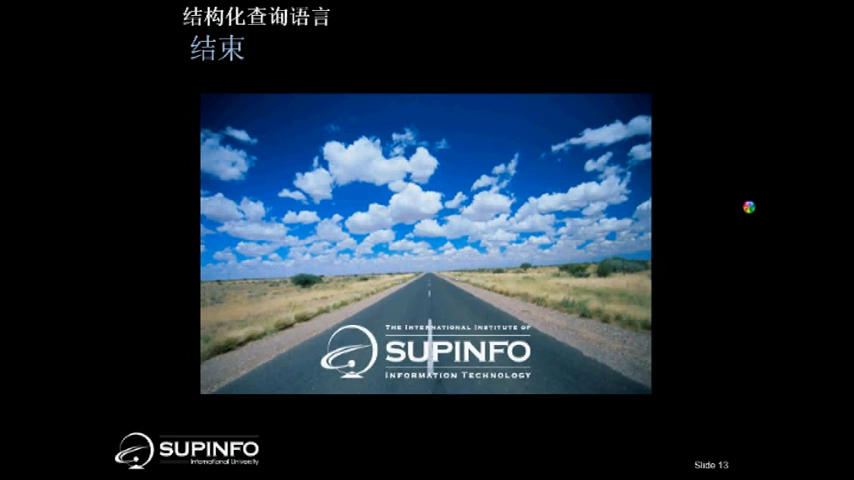 结构化查询语言
结束
THE INTERNATIONAL INSTITUTE OF
SUPINFO
INFORMATION TECHNOLOGY
SUPINFO
International University
Slide 13